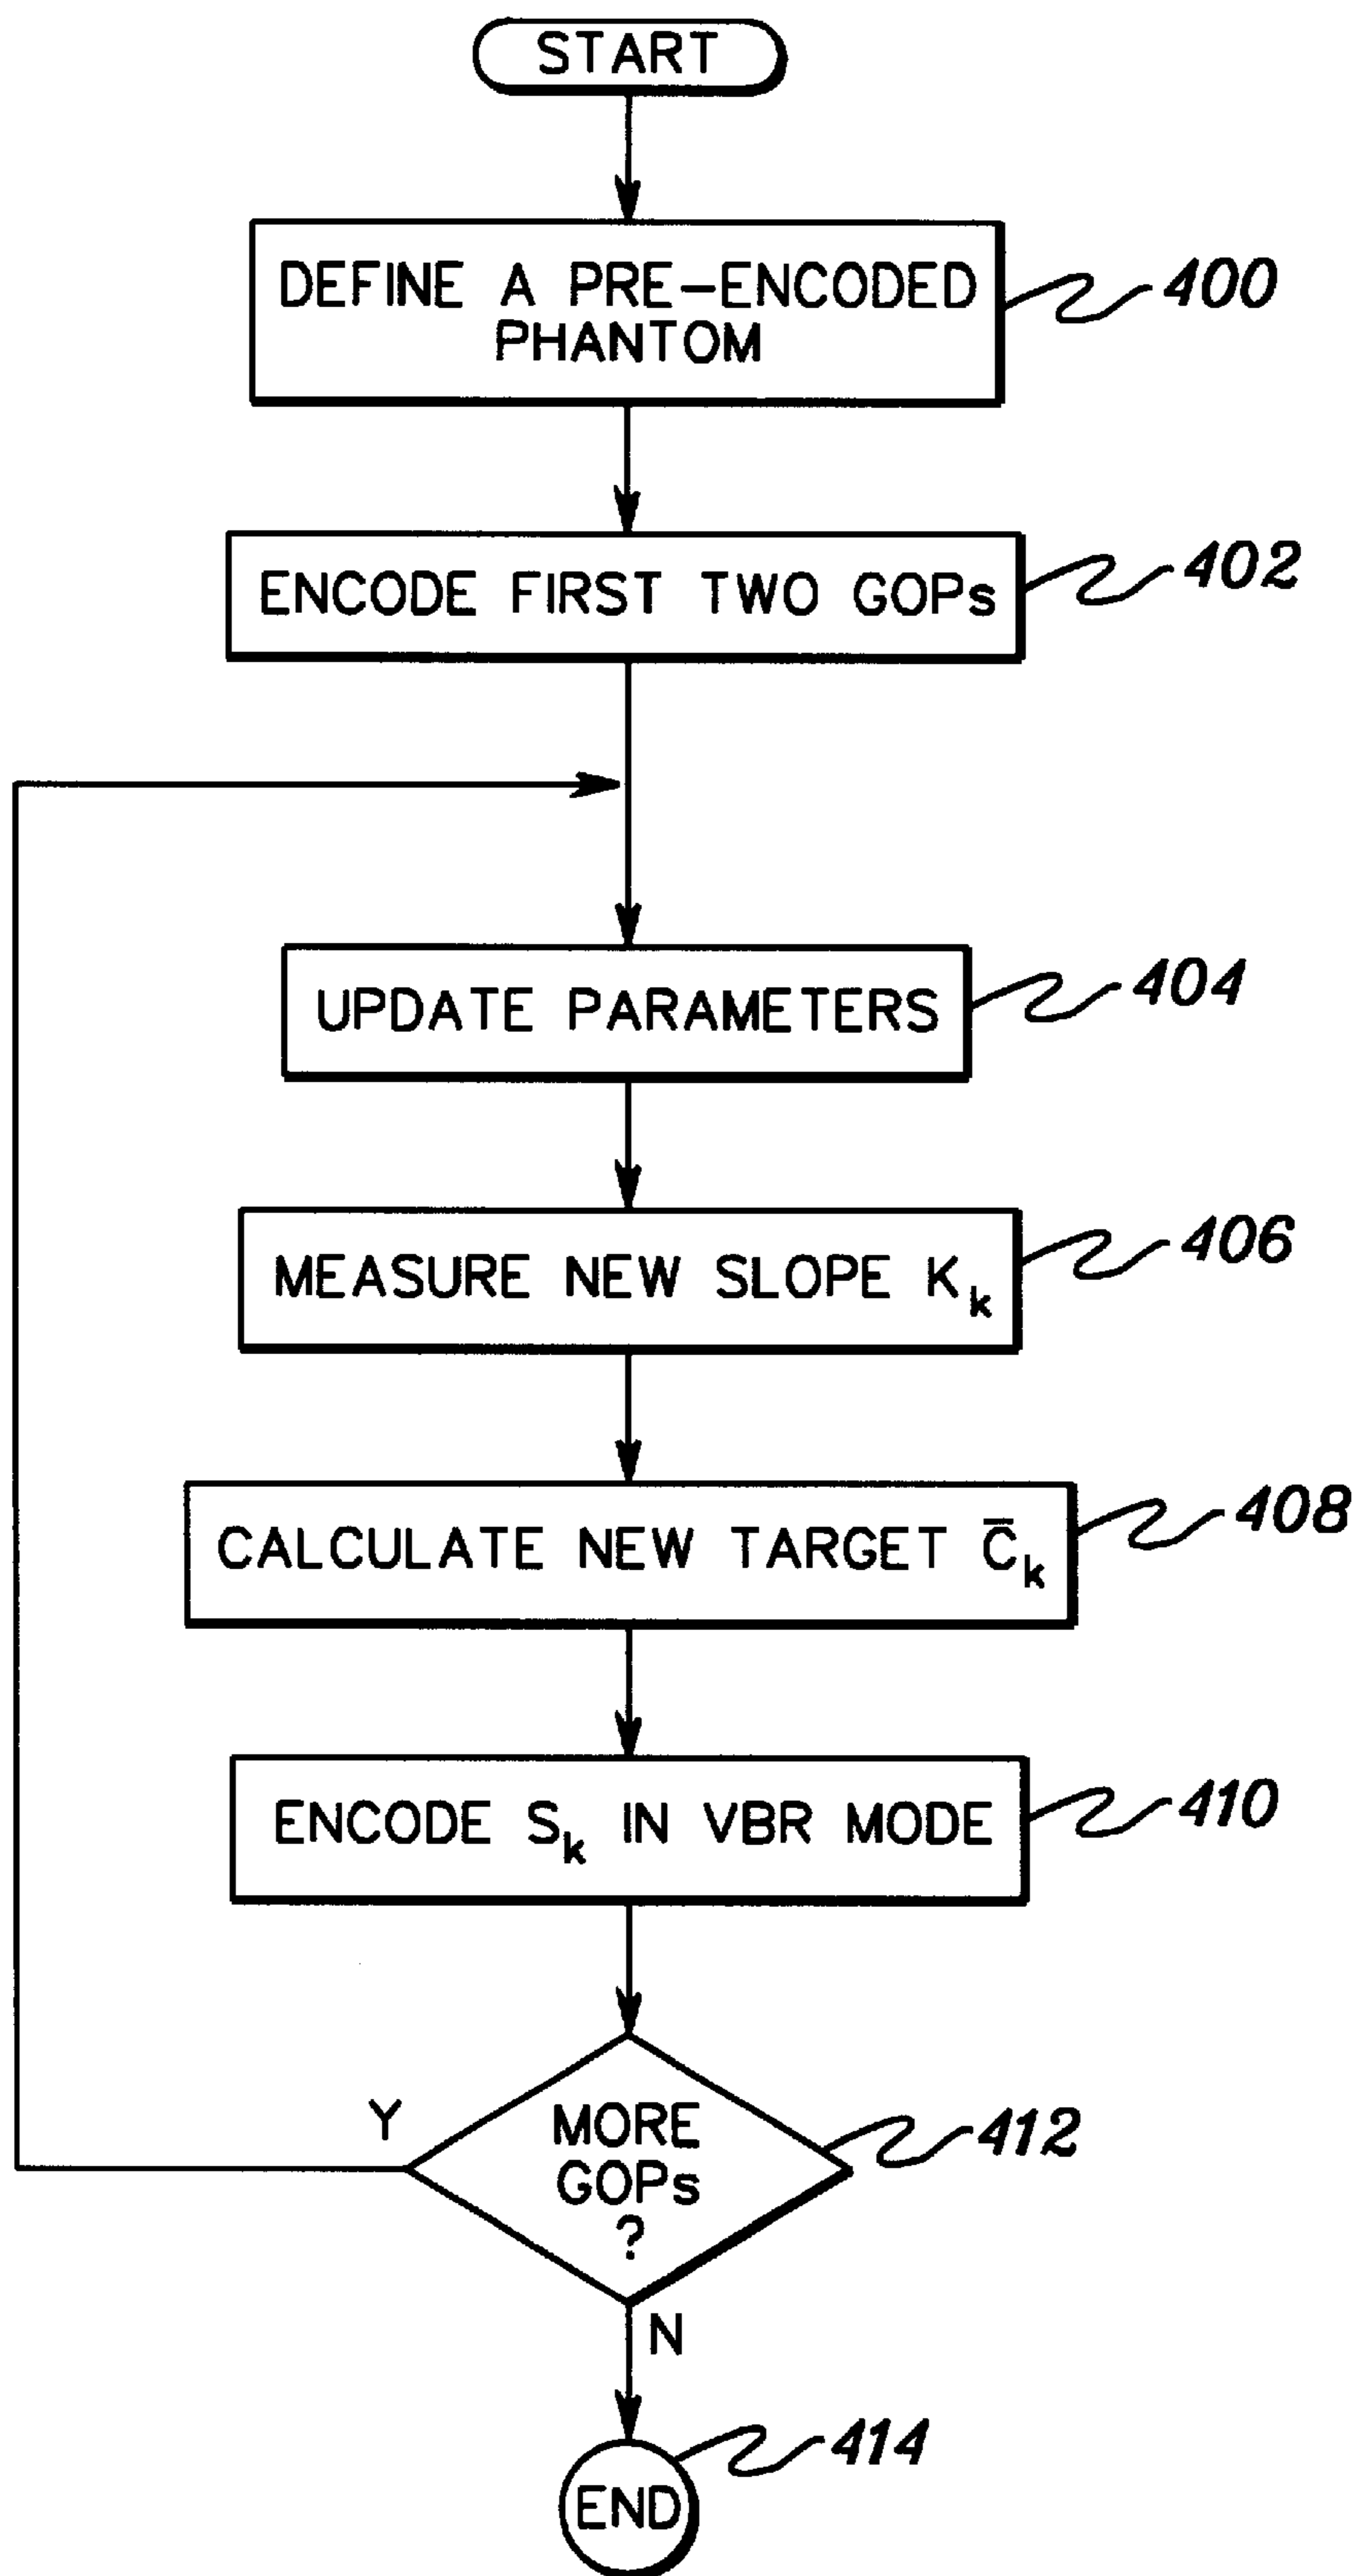 START
DEFINE A PRE-ENCODED
PHANTOM
400
ENCODE FIRST TWO GOPs
402
UPDATE PARAMETERS
404
MEASURE NEW SLOPE Kₖ
406
CALCULATE NEW TARGET C̅ₖ
408
ENCODE Sₖ IN VBR MODE
410
Y
MORE
GOPs
?
412
N
END
414